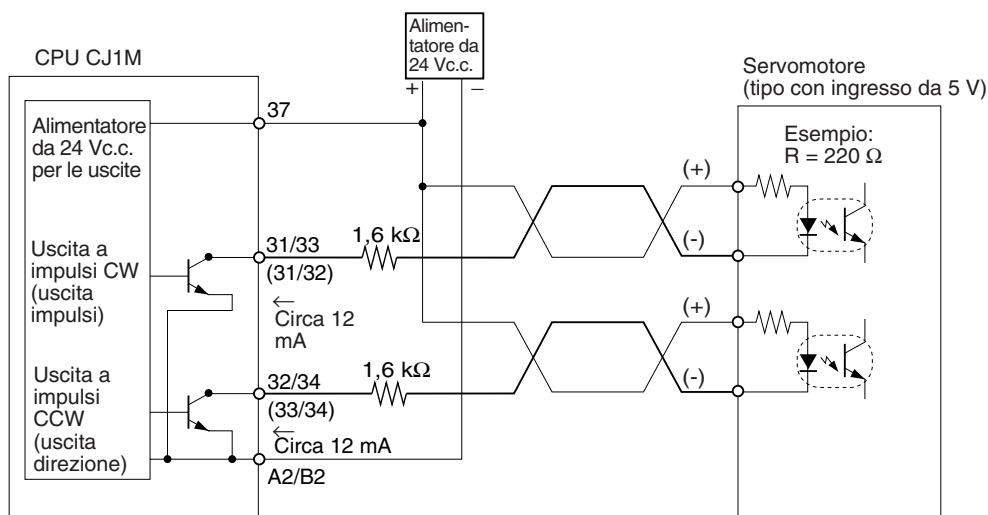 CPU CJ1M
Alimen-
tatore da
24 Vc.c.
+
–
Servomotore
(tipo con ingresso da 5 V)
Alimentatore
da 24 Vc.c.
per le uscite
37
Esempio:
R = 220 Ω
(+)
Uscita a
impulsi CW
(uscita
impulsi)
31/33
(31/32)
1,6 kΩ
(-)
←
Circa 12
mA
(+)
Uscita a
impulsi
CCW
(uscita
direzione)
32/34
(33/34)
1,6 kΩ
(-)
←
Circa 12 mA
A2/B2